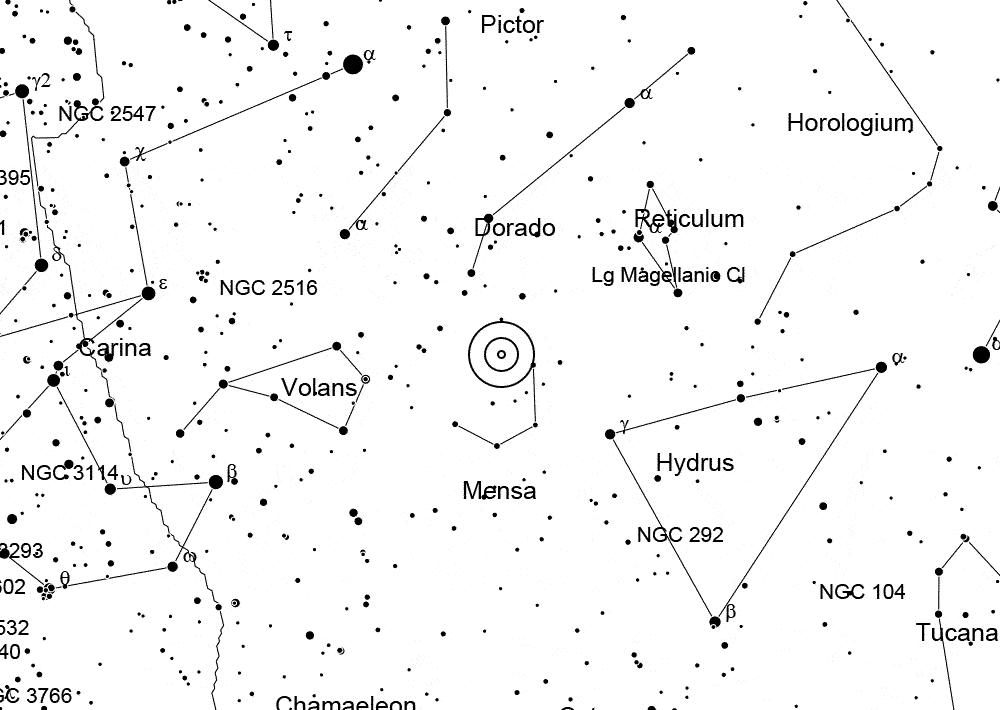 Pictor
τ
α
γ2
α
NGC 2547
Horologium
χ
395
Reticulum
α
Dorado
α
1
δ
Lg Magellanic Cl
ε
NGC 2516
α
Carina
α
ι
Volans
γ
Hydrus
NGC 3114
υ
β
Mensa
NGC 292
3293
ω
θ
602
NGC 104
β
532
Tucana
40
GC 3766
Chamaeleon